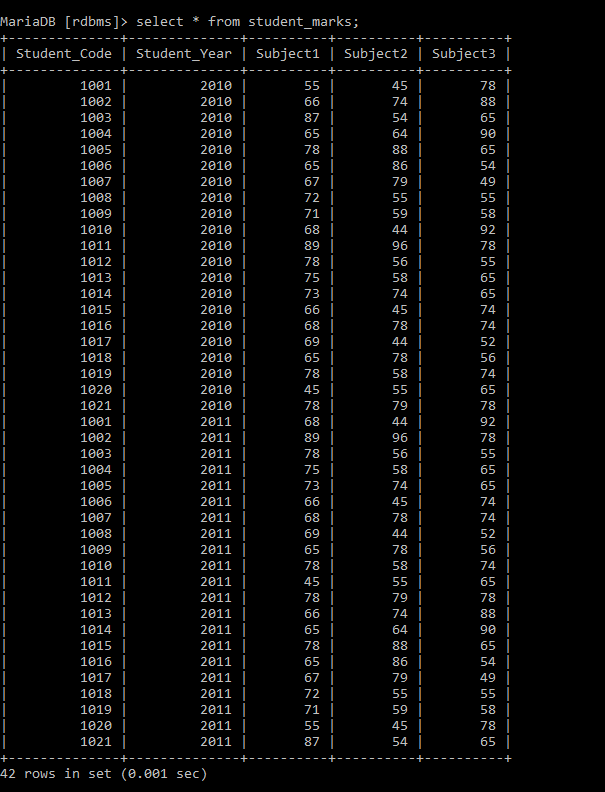 MariaDB [rdbms]> select * from student_marks;
+--------------+--------------+----------+----------+----------+
| Student_Code | Student_Year | Subject1 | Subject2 | Subject3 |
+--------------+--------------+----------+----------+----------+
|         1001 |         2010 |       55 |       45 |       78 |
|         1002 |         2010 |       66 |       74 |       88 |
|         1003 |         2010 |       87 |       54 |       65 |
|         1004 |         2010 |       65 |       64 |       90 |
|         1005 |         2010 |       78 |       88 |       65 |
|         1006 |         2010 |       65 |       86 |       54 |
|         1007 |         2010 |       67 |       79 |       49 |
|         1008 |         2010 |       72 |       55 |       55 |
|         1009 |         2010 |       71 |       59 |       58 |
|         1010 |         2010 |       68 |       44 |       92 |
|         1011 |         2010 |       89 |       96 |       78 |
|         1012 |         2010 |       78 |       56 |       55 |
|         1013 |         2010 |       75 |       58 |       65 |
|         1014 |         2010 |       73 |       74 |       65 |
|         1015 |         2010 |       66 |       45 |       74 |
|         1016 |         2010 |       68 |       78 |       74 |
|         1017 |         2010 |       69 |       44 |       52 |
|         1018 |         2010 |       65 |       78 |       56 |
|         1019 |         2010 |       78 |       58 |       74 |
|         1020 |         2010 |       45 |       55 |       65 |
|         1021 |         2010 |       78 |       79 |       78 |
|         1001 |         2011 |       68 |       44 |       92 |
|         1002 |         2011 |       89 |       96 |       78 |
|         1003 |         2011 |       78 |       56 |       55 |
|         1004 |         2011 |       75 |       58 |       65 |
|         1005 |         2011 |       73 |       74 |       65 |
|         1006 |         2011 |       66 |       45 |       74 |
|         1007 |         2011 |       68 |       78 |       74 |
|         1008 |         2011 |       69 |       44 |       52 |
|         1009 |         2011 |       65 |       78 |       56 |
|         1010 |         2011 |       78 |       58 |       74 |
|         1011 |         2011 |       45 |       55 |       65 |
|         1012 |         2011 |       78 |       79 |       78 |
|         1013 |         2011 |       66 |       74 |       88 |
|         1014 |         2011 |       65 |       64 |       90 |
|         1015 |         2011 |       78 |       88 |       65 |
|         1016 |         2011 |       65 |       86 |       54 |
|         1017 |         2011 |       67 |       79 |       49 |
|         1018 |         2011 |       72 |       55 |       55 |
|         1019 |         2011 |       71 |       59 |       58 |
|         1020 |         2011 |       55 |       45 |       78 |
|         1021 |         2011 |       87 |       54 |       65 |
+--------------+--------------+----------+----------+----------+
42 rows in set (0.001 sec)